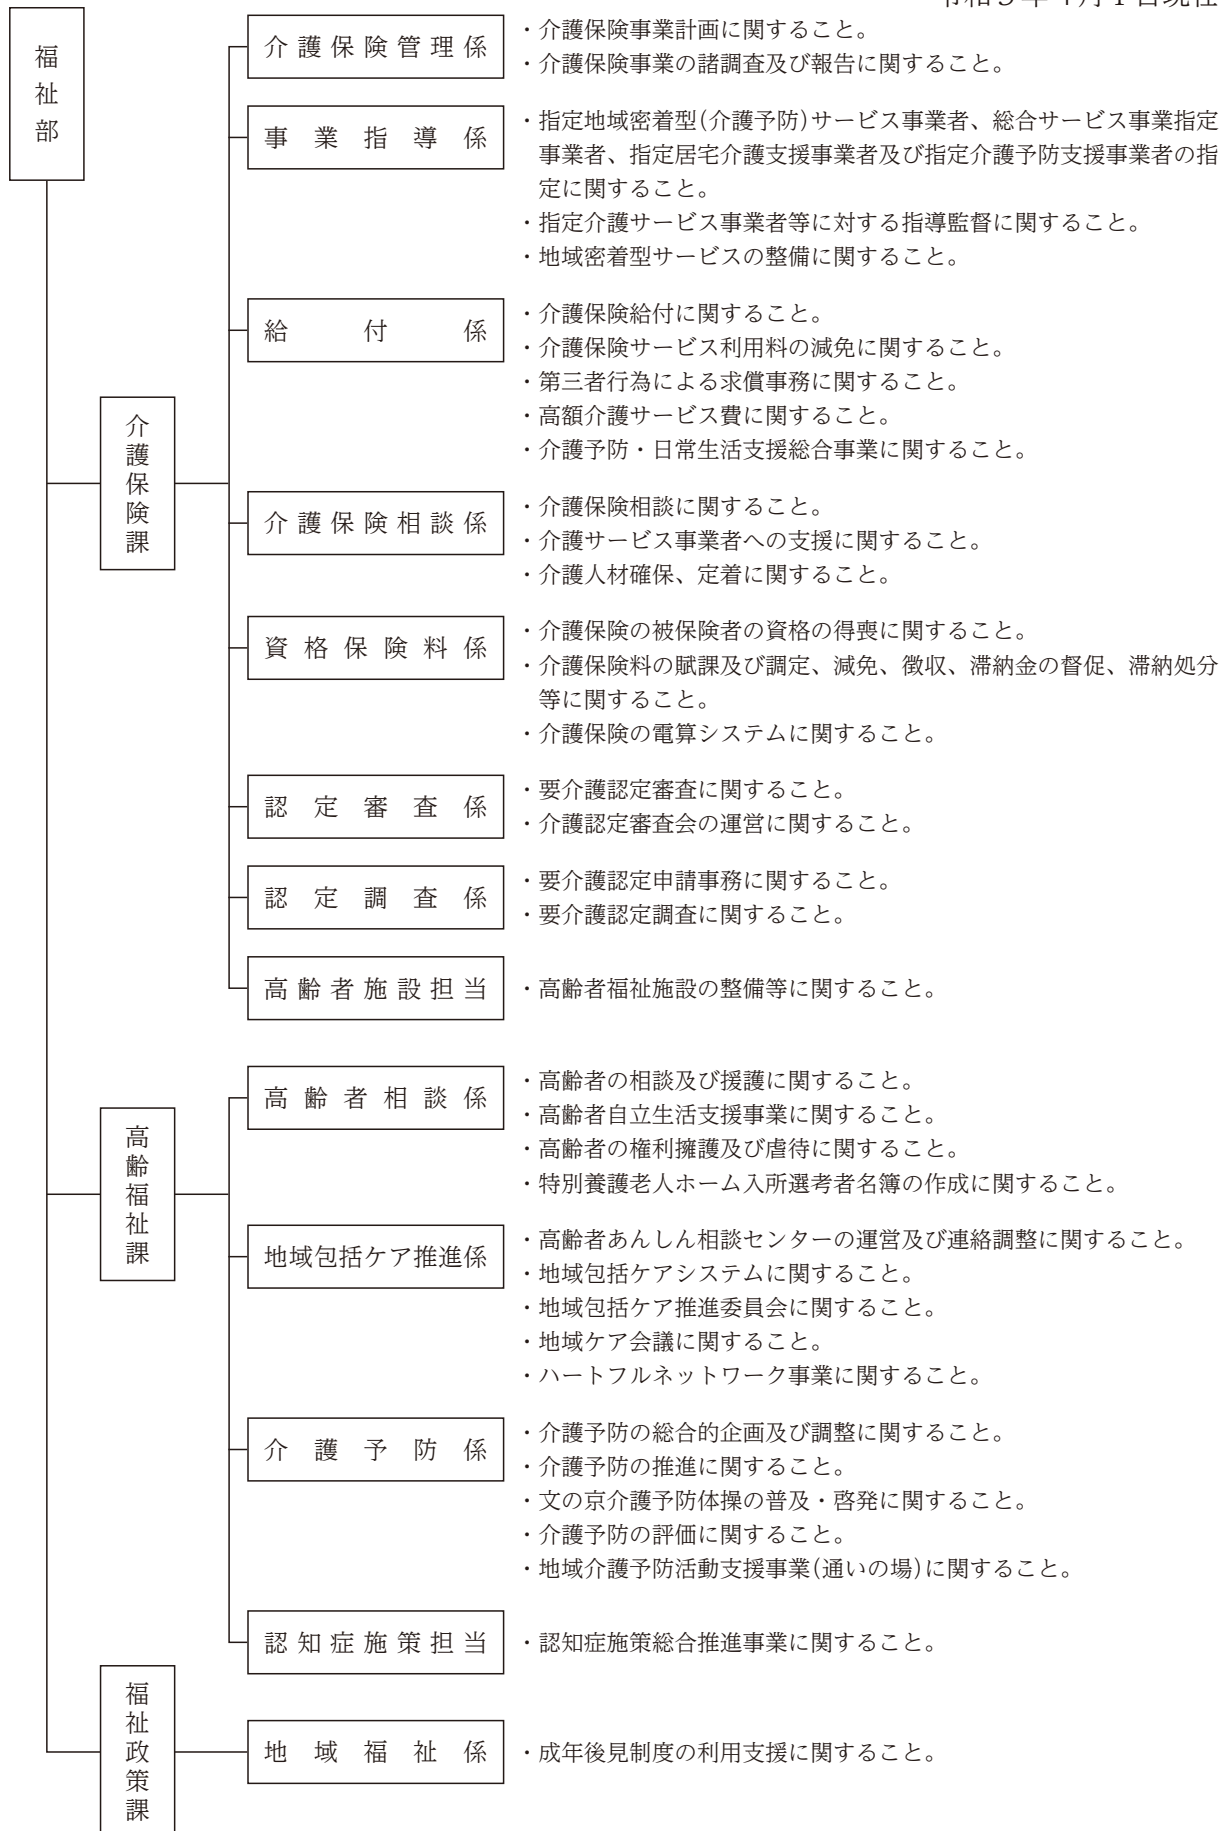 福祉部
介護保険課
介護保険管理係
・介護保険事業計画に関すること。
・介護保険事業の諸調査及び報告に関すること。
事業指導係
・指定地域密着型(介護予防)サービス事業者、総合サービス事業指定
事業者、指定居宅介護支援事業者及び指定介護予防支援事業者の指
定に関すること。
・指定介護サービス事業者等に対する指導監督に関すること。
・地域密着型サービスの整備に関すること。
給付係
・介護保険給付に関すること。
・介護保険サービス利用料の減免に関すること。
・第三者行為による求償事務に関すること。
・高額介護サービス費に関すること。
・介護予防・日常生活支援総合事業に関すること。
介護保険相談係
・介護保険相談に関すること。
・介護サービス事業者への支援に関すること。
・介護人材確保、定着に関すること。
資格保険料係
・介護保険の被保険者の資格の得喪に関すること。
・介護保険料の賦課及び調定、減免、徴収、滞納金の督促、滞納処分
等に関すること。
・介護保険の電算システムに関すること。
認定審査係
・要介護認定審査に関すること。
・介護認定審査会の運営に関すること。
認定調査係
・要介護認定申請事務に関すること。
・要介護認定調査に関すること。
高齢者施設担当
・高齢者福祉施設の整備等に関すること。
高齢福祉課
高齢者相談係
・高齢者の相談及び援護に関すること。
・高齢者自立生活支援事業に関すること。
・高齢者の権利擁護及び虐待に関すること。
・特別養護老人ホーム入所選考者名簿の作成に関すること。
地域包括ケア推進係
・高齢者あんしん相談センターの運営及び連絡調整に関すること。
・地域包括ケアシステムに関すること。
・地域包括ケア推進委員会に関すること。
・地域ケア会議に関すること。
・ハートフルネットワーク事業に関すること。
介護予防係
・介護予防の総合的企画及び調整に関すること。
・介護予防の推進に関すること。
・文の京介護予防体操の普及・啓発に関すること。
・介護予防の評価に関すること。
・地域介護予防活動支援事業(通いの場)に関すること。
認知症施策担当
・認知症施策総合推進事業に関すること。
福祉政策課
地域福祉係
・成年後見制度の利用支援に関すること。